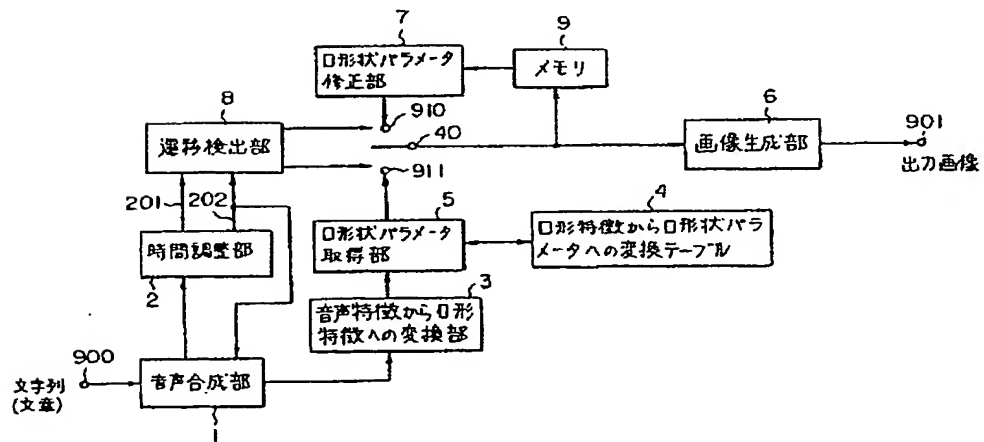 7
口形状パラメータ
修正部
9
メモリ
8
遷移検出部
910
40
911
6
画像生成部
901
出力画像
201
202
5
口形状パラメータ
取得部
4
口形特徴から口形状パラ
メータへの変換テーブル
時間調整部
2
3
音声特徴から口形
特徴への変換部
900
文字列
(文章)
音声合成部
1